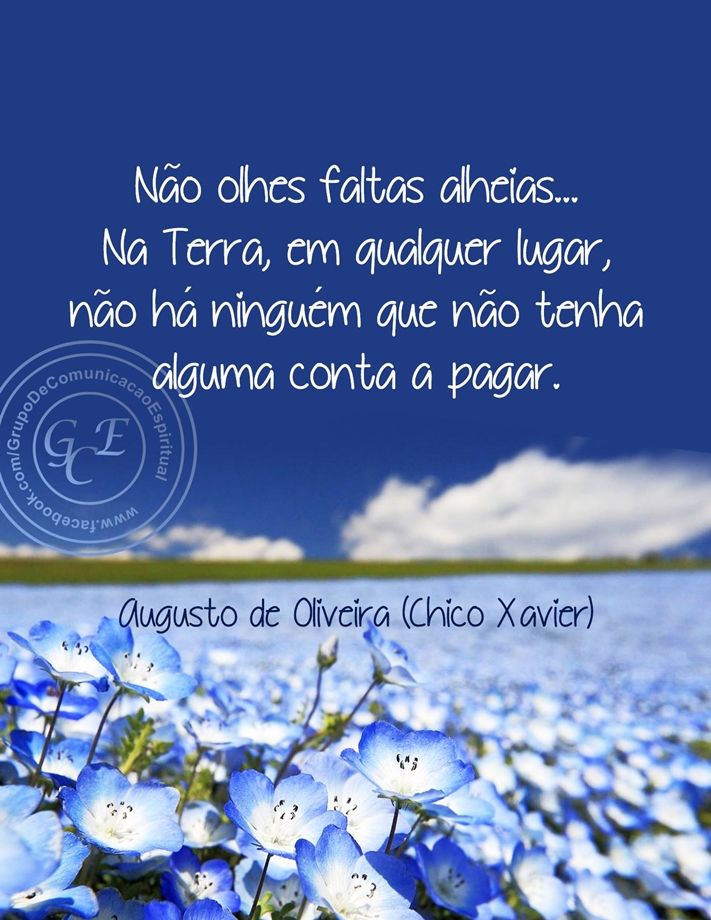 Não olhes faltas alheias...
Na Terra, em qualquer lugar,
não há ninguém que não tenha
alguma conta a pagar.
www.facebook.com/GrupoDeComunicacaoEspiritual
GCE
Augusto de Oliveira (Chico Xavier)